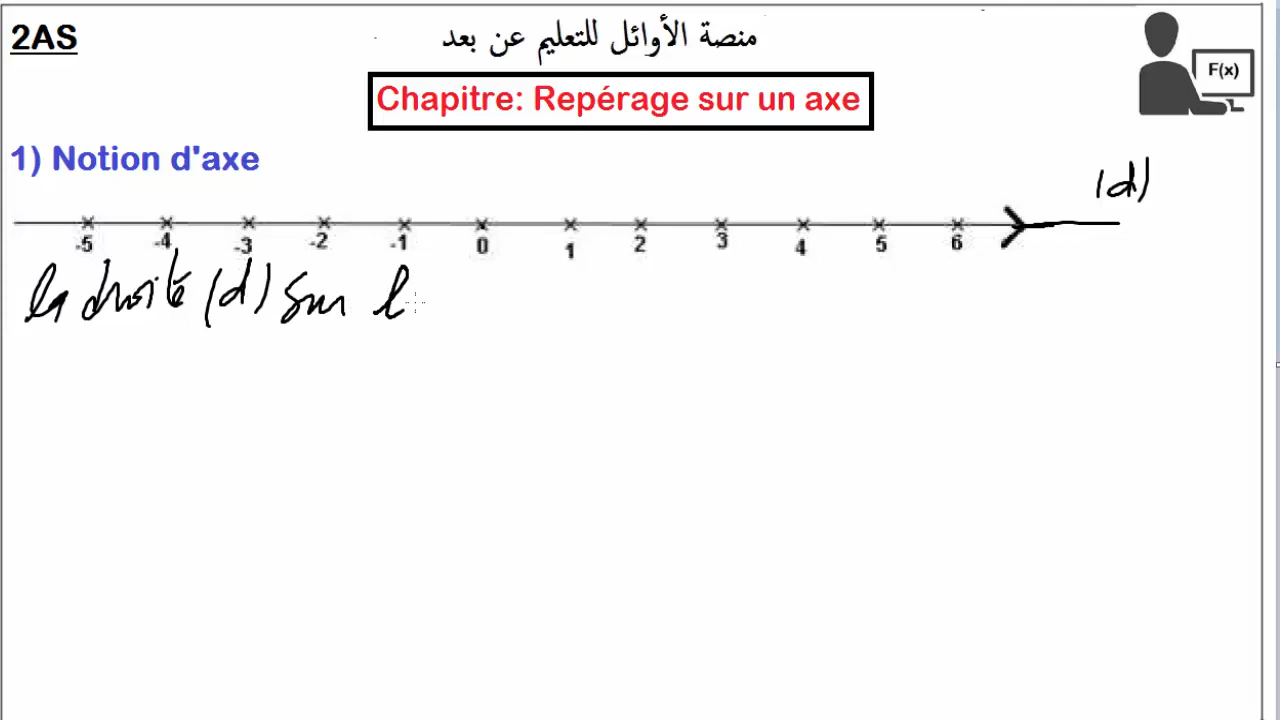 2AS
منصة الأوائل للتعليم عن بعد
F(x)
Chapitre: Repérage sur un axe
1) Notion d'axe
(d)
-5 -4 -3 -2 -1 0 1 2 3 4 5 6
la droite (d) sur l